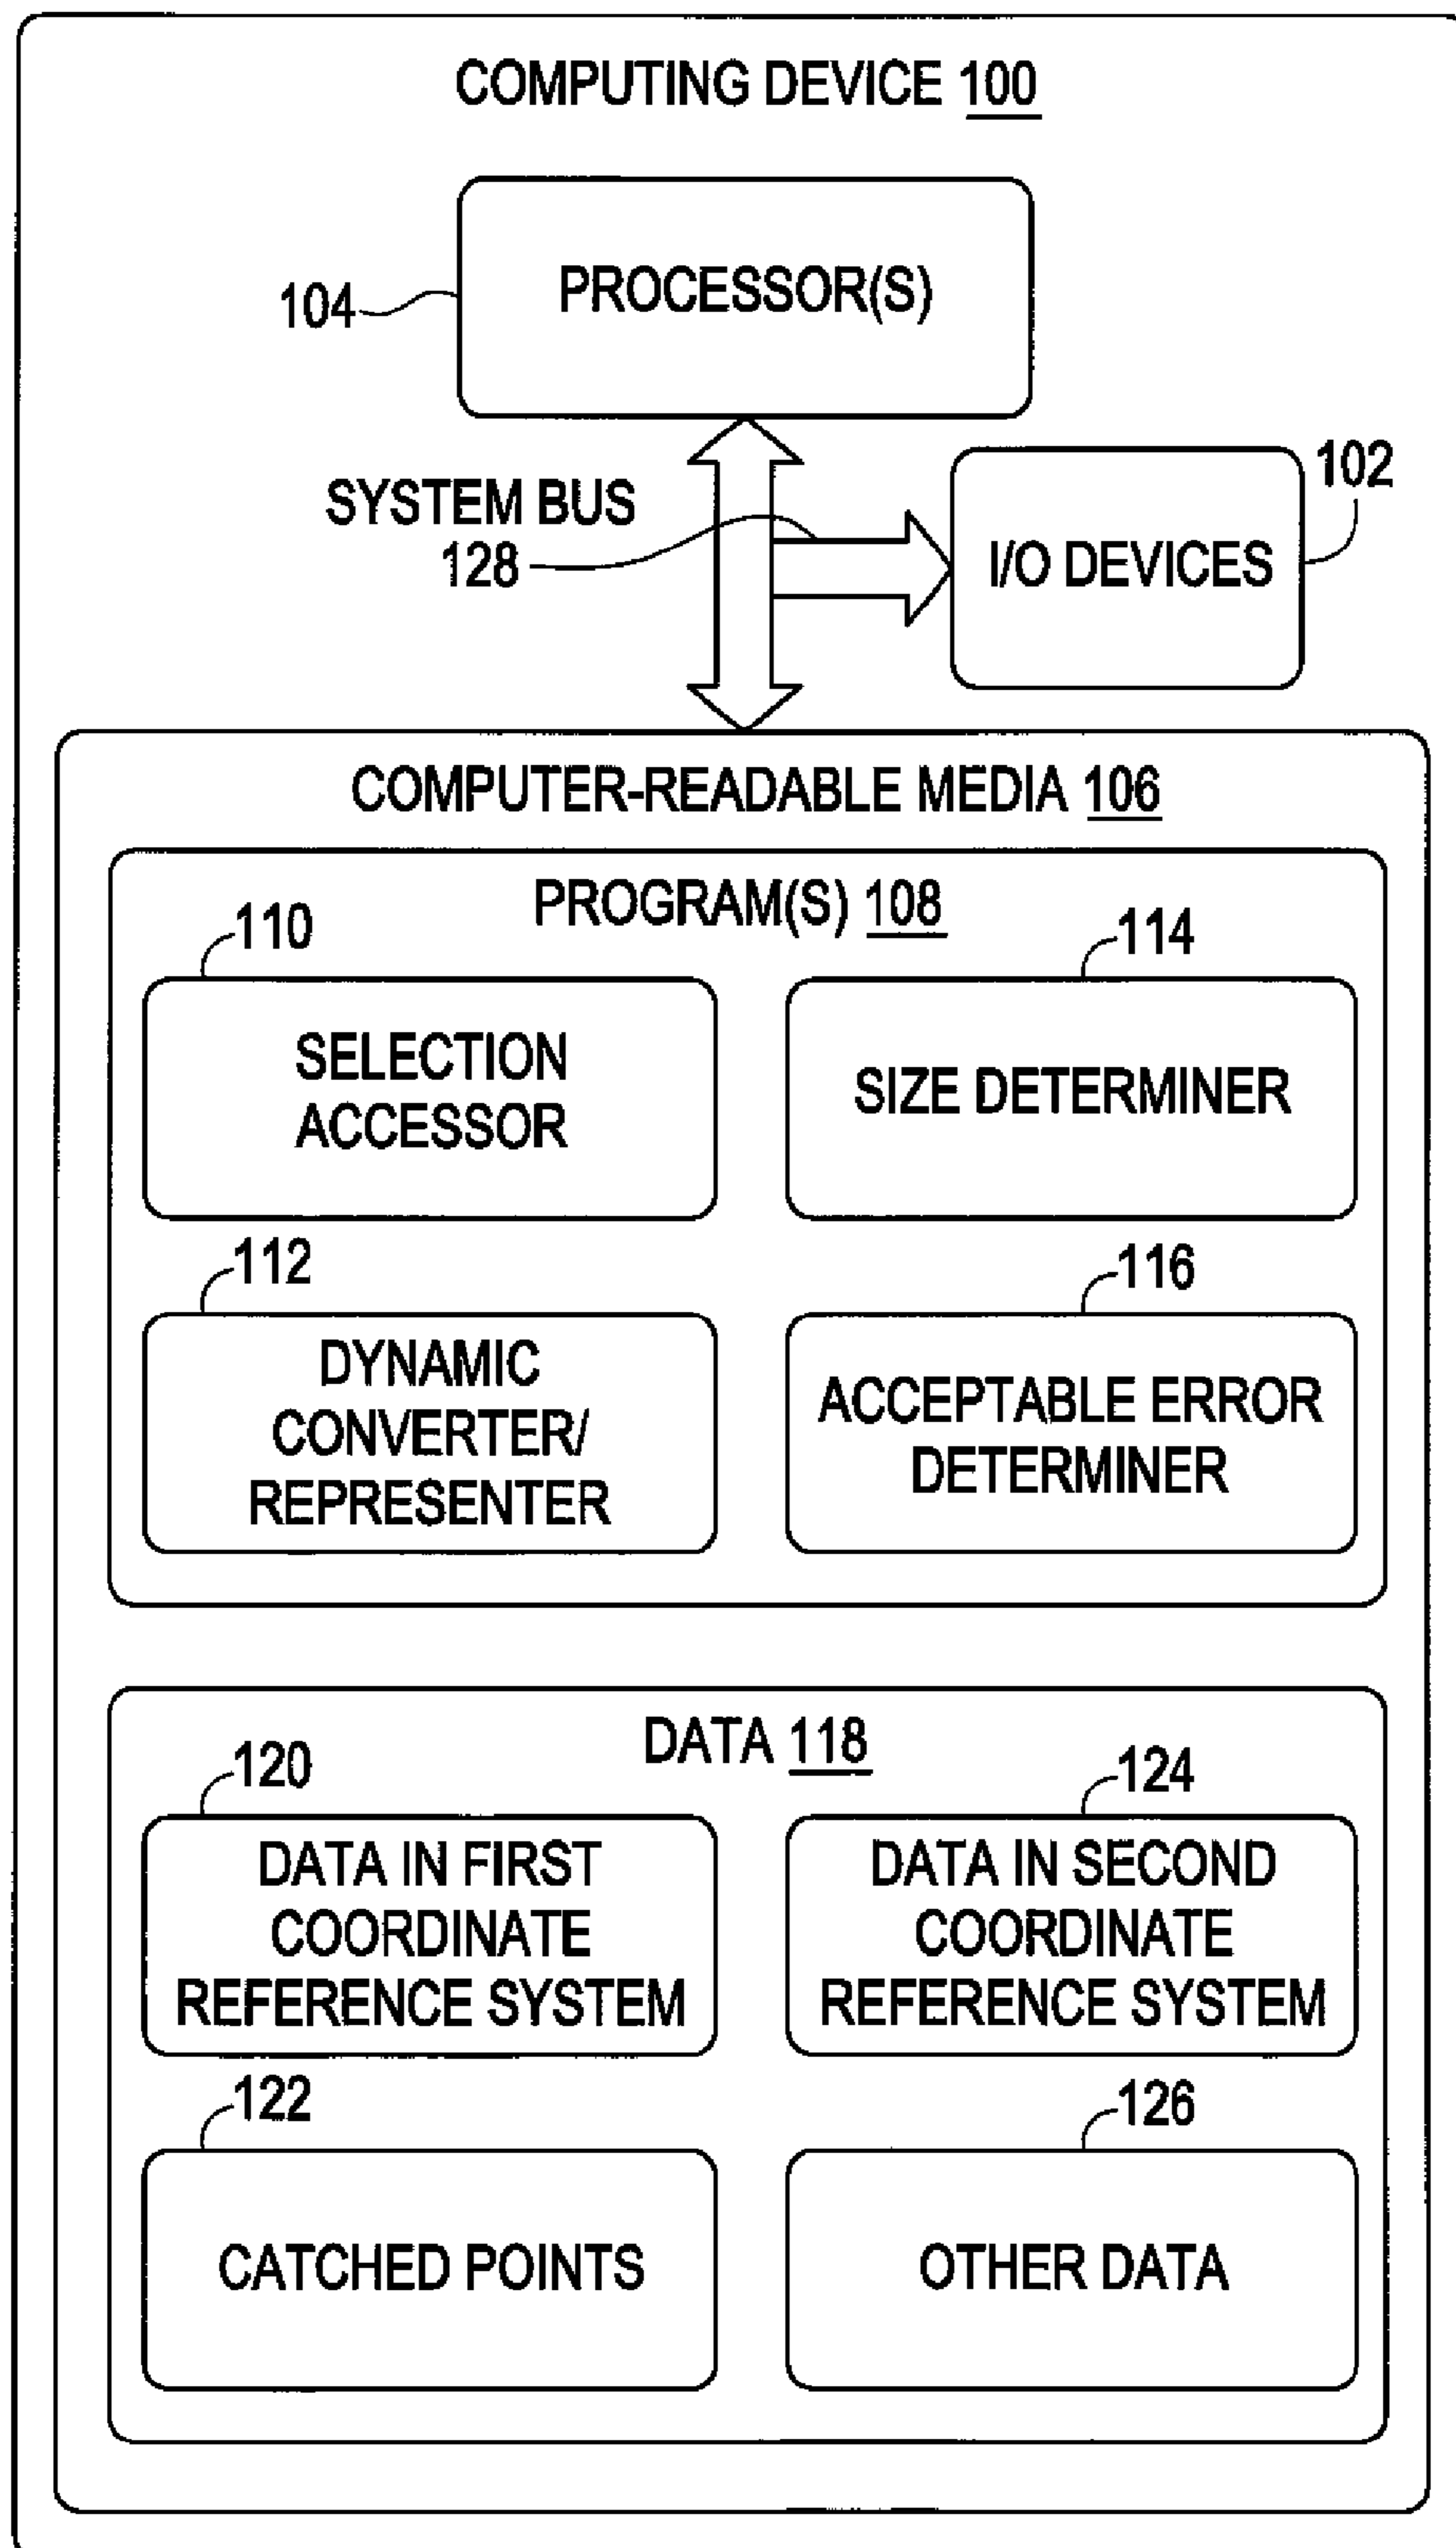 COMPUTING DEVICE 100
PROCESSOR(S)
104
SYSTEM BUS
128
102
I/O DEVICES
COMPUTER-READABLE MEDIA 106
PROGRAM(S) 108
110
SELECTION
ACCESSOR
114
SIZE DETERMINER
112
DYNAMIC
CONVERTER/
REPRESENTER
116
ACCEPTABLE ERROR
DETERMINER
DATA 118
120
DATA IN FIRST
COORDINATE
REFERENCE SYSTEM
124
DATA IN SECOND
COORDINATE
REFERENCE SYSTEM
122
CATCHED POINTS
126
OTHER DATA